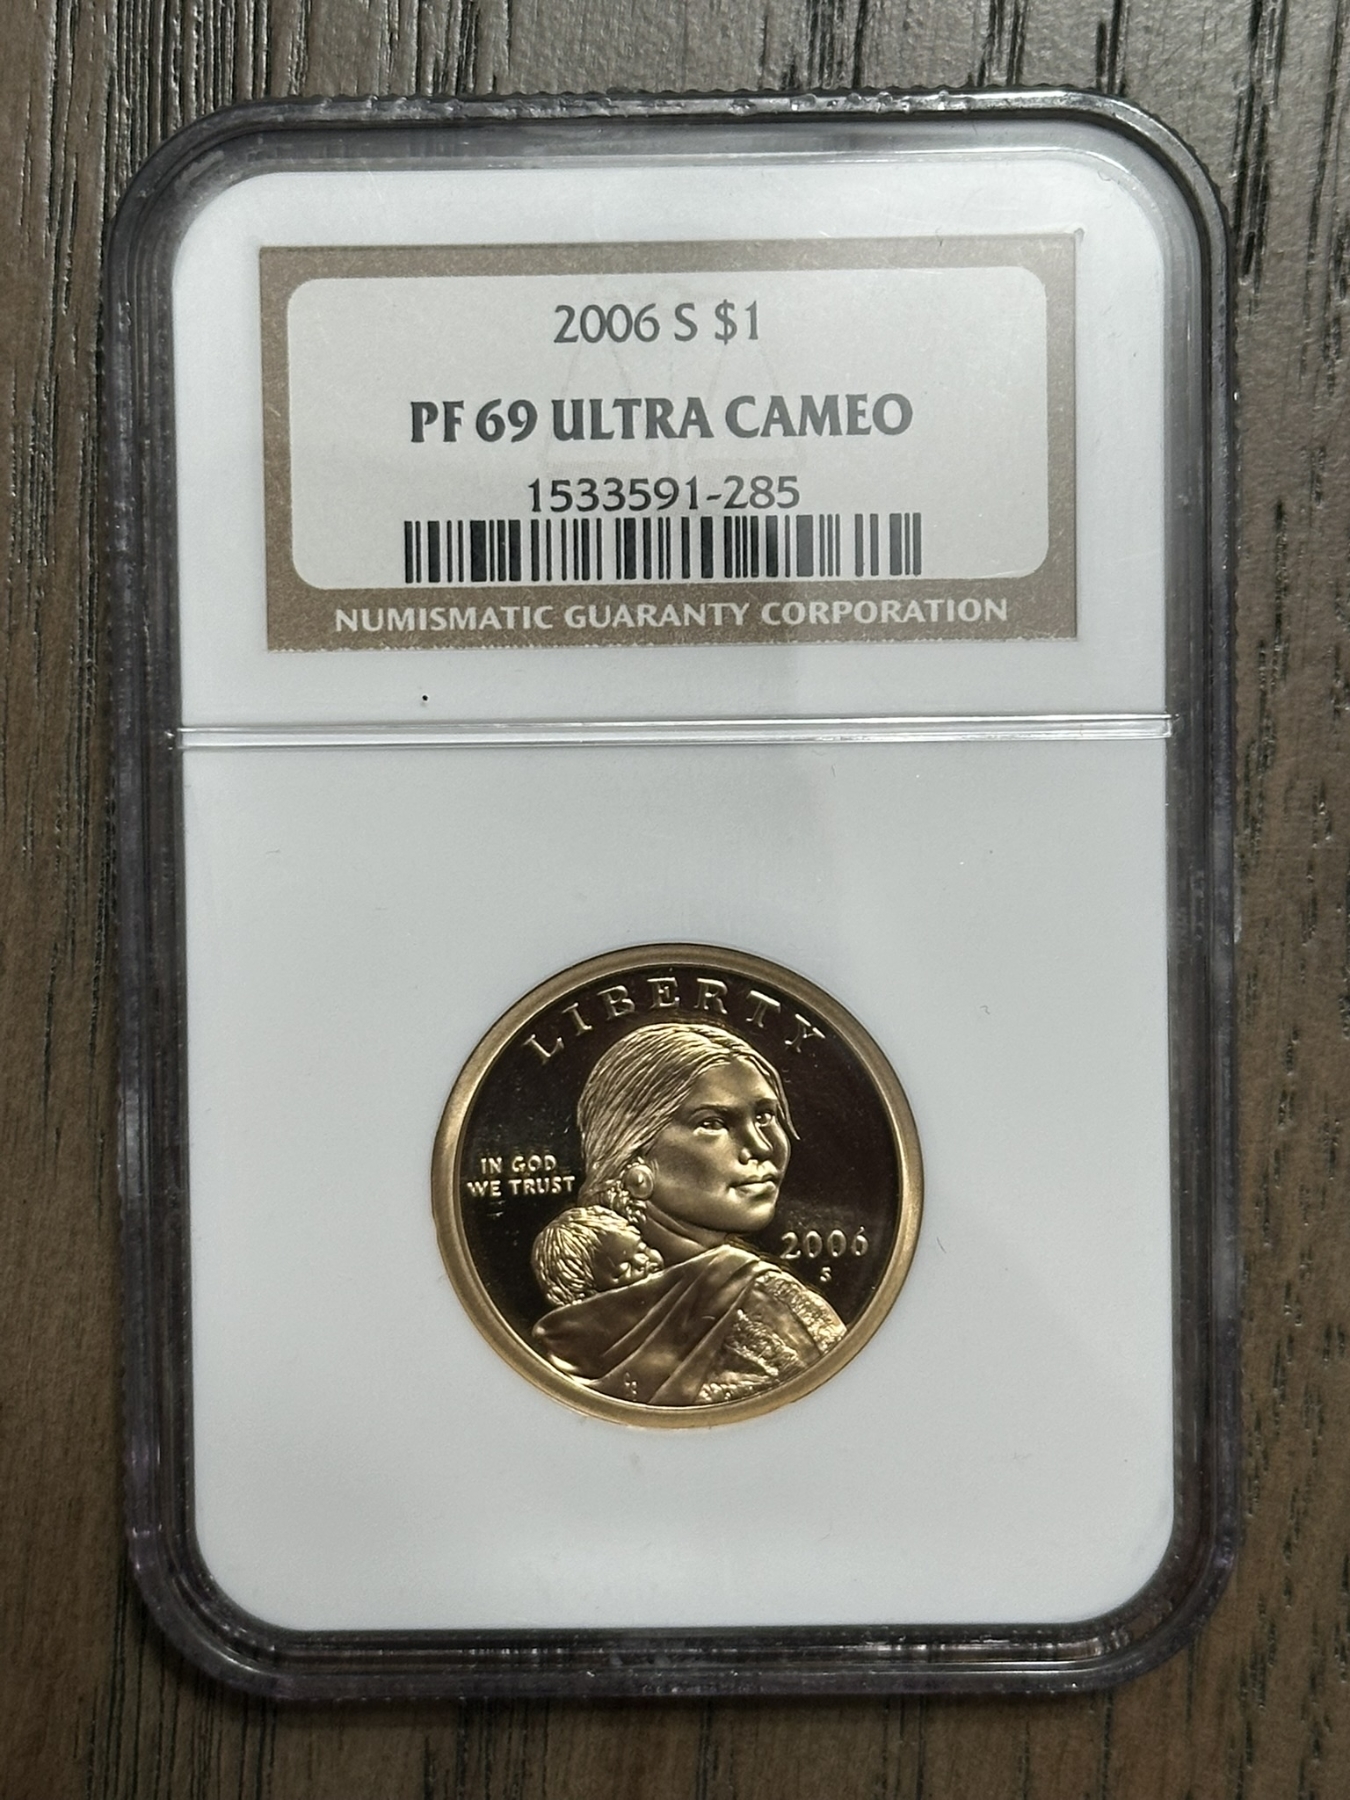 2006 S $1
PF 69 ULTRA CAMEO
1533591-285
NUMISMATIC GUARANTY CORPORATION
LIBERTY
IN GOD
WE TRUST
2006
S